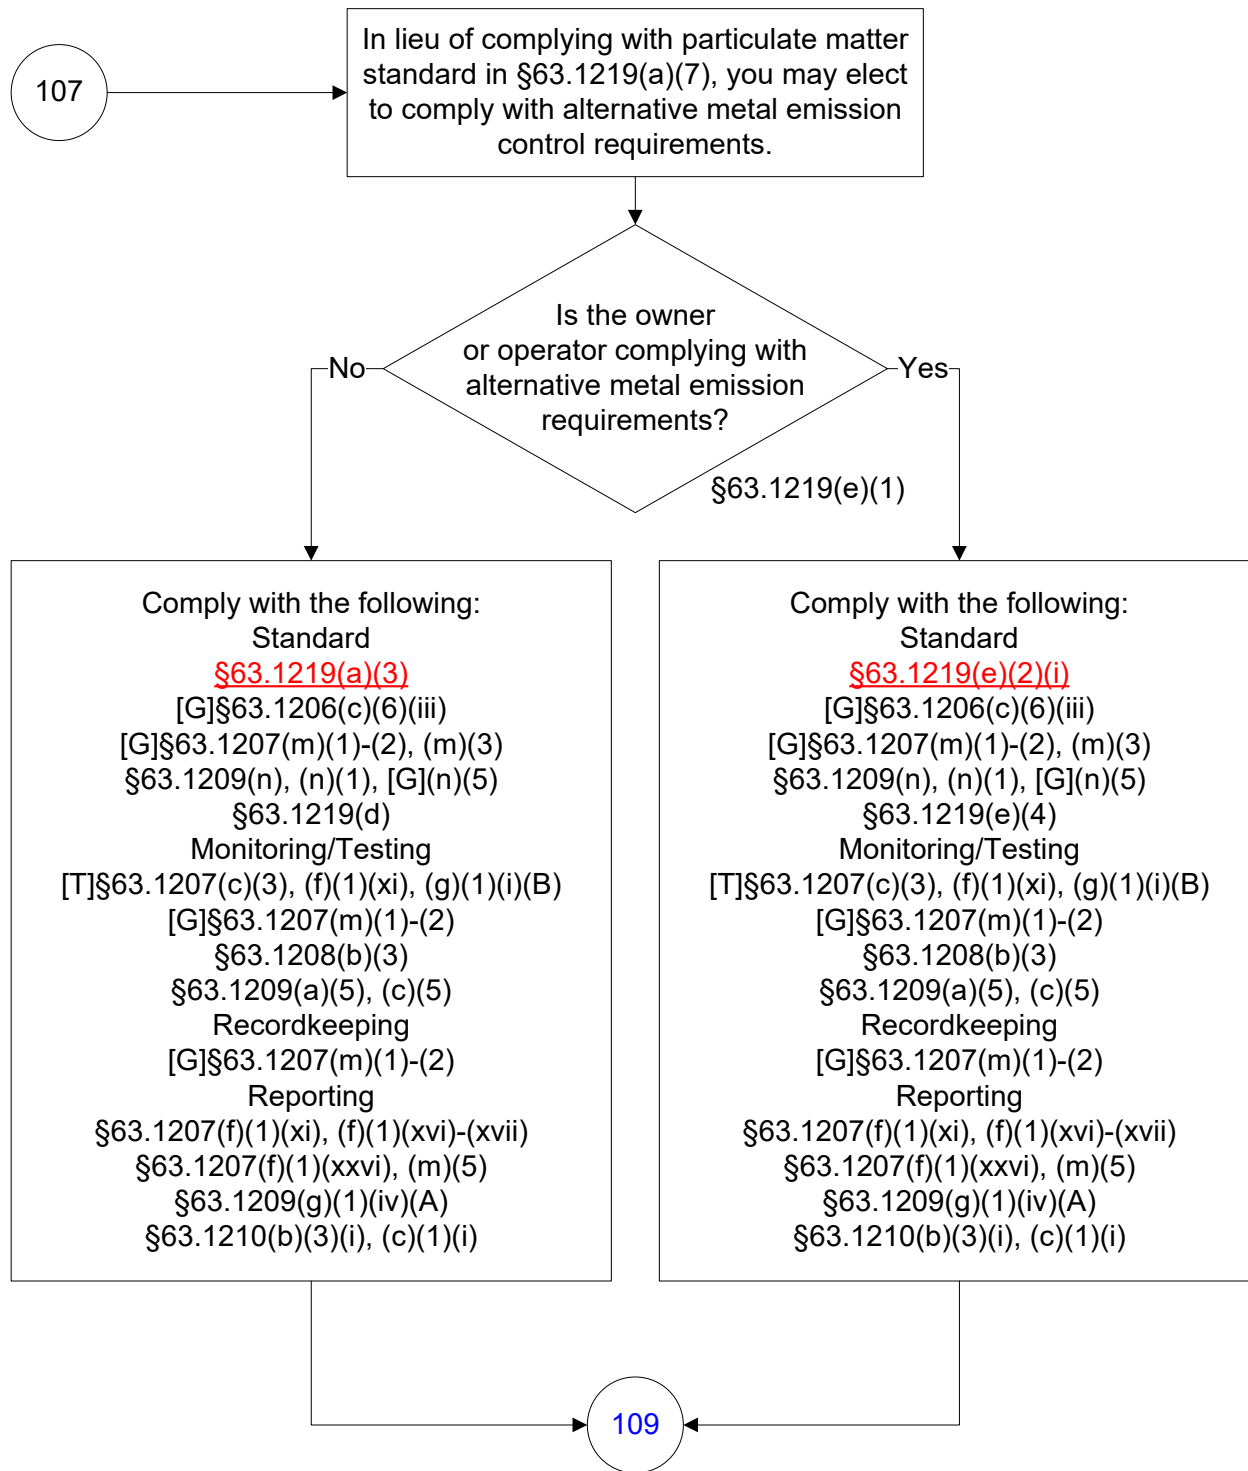 107
In lieu of complying with particulate matter
standard in §63.1219(a)(7), you may elect
to comply with alternative metal emission
control requirements.
Is the owner
or operator complying with
alternative metal emission
requirements?
No
Yes
§63.1219(e)(1)
Comply with the following:
Standard
§63.1219(a)(3)
[G]§63.1206(c)(6)(iii)
[G]§63.1207(m)(1)-(2), (m)(3)
§63.1209(n), (n)(1), [G](n)(5)
§63.1219(d)
Monitoring/Testing
[T]§63.1207(c)(3), (f)(1)(xi), (g)(1)(i)(B)
[G]§63.1207(m)(1)-(2)
§63.1208(b)(3)
§63.1209(a)(5), (c)(5)
Recordkeeping
[G]§63.1207(m)(1)-(2)
Reporting
§63.1207(f)(1)(xi), (f)(1)(xvi)-(xvii)
§63.1207(f)(1)(xxvi), (m)(5)
§63.1209(g)(1)(iv)(A)
§63.1210(b)(3)(i), (c)(1)(i)
Comply with the following:
Standard
§63.1219(e)(2)(i)
[G]§63.1206(c)(6)(iii)
[G]§63.1207(m)(1)-(2), (m)(3)
§63.1209(n), (n)(1), [G](n)(5)
§63.1219(e)(4)
Monitoring/Testing
[T]§63.1207(c)(3), (f)(1)(xi), (g)(1)(i)(B)
[G]§63.1207(m)(1)-(2)
§63.1208(b)(3)
§63.1209(a)(5), (c)(5)
Recordkeeping
[G]§63.1207(m)(1)-(2)
Reporting
§63.1207(f)(1)(xi), (f)(1)(xvi)-(xvii)
§63.1207(f)(1)(xxvi), (m)(5)
§63.1209(g)(1)(iv)(A)
§63.1210(b)(3)(i), (c)(1)(i)
109